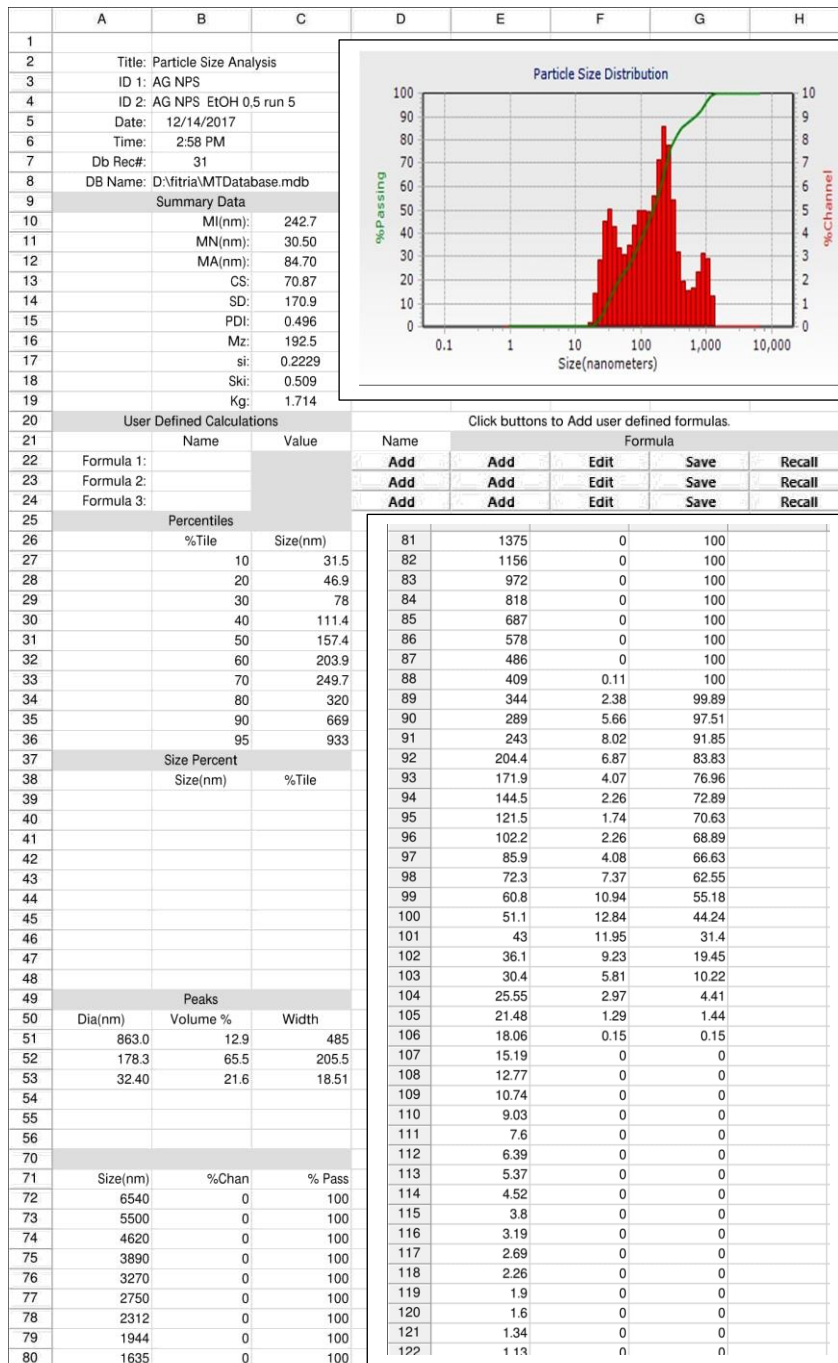 A B C D E F G H
1
2 Title: Particle Size Analysis
3 ID 1: AG NPS
4 ID 2: AG NPS EtOH 0,5 run 5
5 Date: 12/14/2017
6 Time: 2:58 PM
7 Db Rec#: 31
8 DB Name: D:\fitria\MTDatabase.mdb
9 Summary Data
10 MI(nm): 242.7
11 MN(nm): 30.50
12 MA(nm): 84.70
13 CS: 70.87
14 SD: 170.9
15 PDI: 0.496
16 Mz: 192.5
17 si: 0.2229
18 Ski: 0.509
19 Kg: 1.714
Particle Size Distribution
%Passing
100
90
80
70
60
50
40
30
20
10
0
%Channel
10
9
8
7
6
5
4
3
2
1
0
0.1 1 10 100 1,000 10,000
Size(nanometers)
20 User Defined Calculations Click buttons to Add user defined formulas.
21 Name Value Name Formula
22 Formula 1: Add Add Edit Save Recall
23 Formula 2: Add Add Edit Save Recall
24 Formula 3: Add Add Edit Save Recall
25 Percentiles
26 %Tile Size(nm)
27 10 31.5
28 20 46.9
29 30 78
30 40 111.4
31 50 157.4
32 60 203.9
33 70 249.7
34 80 320
35 90 669
36 95 933
37 Size Percent
38 Size(nm) %Tile
39
40
41
42
43
44
45
46
47
48
49 Peaks
50 Dia(nm) Volume % Width
51 863.0 12.9 485
52 178.3 65.5 205.5
53 32.40 21.6 18.51
54
55
56
70
71 Size(nm) %Chan % Pass
72 6540 0 100
73 5500 0 100
74 4620 0 100
75 3890 0 100
76 3270 0 100
77 2750 0 100
78 2312 0 100
79 1944 0 100
80 1635 0 100
81 1375 0 100
82 1156 0 100
83 972 0 100
84 818 0 100
85 687 0 100
86 578 0 100
87 486 0 100
88 409 0.11 100
89 344 2.38 99.89
90 289 5.66 97.51
91 243 8.02 91.85
92 204.4 6.87 83.83
93 171.9 4.07 76.96
94 144.5 2.26 72.89
95 121.5 1.74 70.63
96 102.2 2.26 68.89
97 85.9 4.08 66.63
98 72.3 7.37 62.55
99 60.8 10.94 55.18
100 51.1 12.84 44.24
101 43 11.95 31.4
102 36.1 9.23 19.45
103 30.4 5.81 10.22
104 25.55 2.97 4.41
105 21.48 1.29 1.44
106 18.06 0.15 0.15
107 15.19 0 0
108 12.77 0 0
109 10.74 0 0
110 9.03 0 0
111 7.6 0 0
112 6.39 0 0
113 5.37 0 0
114 4.52 0 0
115 3.8 0 0
116 3.19 0 0
117 2.69 0 0
118 2.26 0 0
119 1.9 0 0
120 1.6 0 0
121 1.34 0 0
122 1.13 0 0